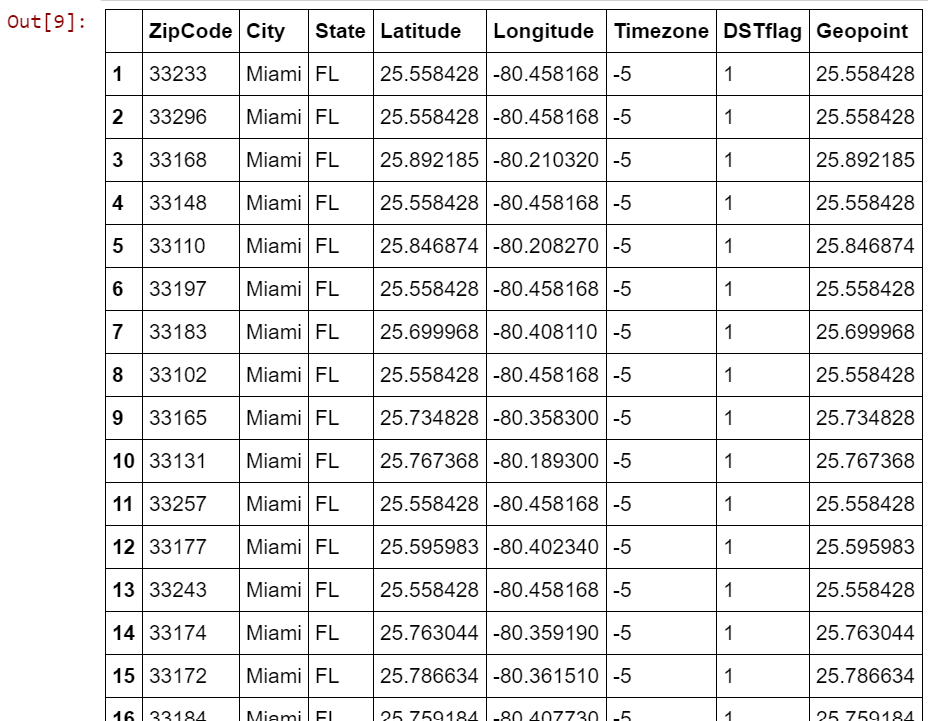 Out[9]:
ZipCode City State Latitude Longitude Timezone DSTflag Geopoint
1 33233 Miami FL 25.558428 -80.458168 -5 1 25.558428
2 33296 Miami FL 25.558428 -80.458168 -5 1 25.558428
3 33168 Miami FL 25.892185 -80.210320 -5 1 25.892185
4 33148 Miami FL 25.558428 -80.458168 -5 1 25.558428
5 33110 Miami FL 25.846874 -80.208270 -5 1 25.846874
6 33197 Miami FL 25.558428 -80.458168 -5 1 25.558428
7 33183 Miami FL 25.699968 -80.408110 -5 1 25.699968
8 33102 Miami FL 25.558428 -80.458168 -5 1 25.558428
9 33165 Miami FL 25.734828 -80.358300 -5 1 25.734828
10 33131 Miami FL 25.767368 -80.189300 -5 1 25.767368
11 33257 Miami FL 25.558428 -80.458168 -5 1 25.558428
12 33177 Miami FL 25.595983 -80.402340 -5 1 25.595983
13 33243 Miami FL 25.558428 -80.458168 -5 1 25.558428
14 33174 Miami FL 25.763044 -80.359190 -5 1 25.763044
15 33172 Miami FL 25.786634 -80.361510 -5 1 25.786634
16 33184 Miami FL 25.759184 -80.407730 -5 1 25.759184